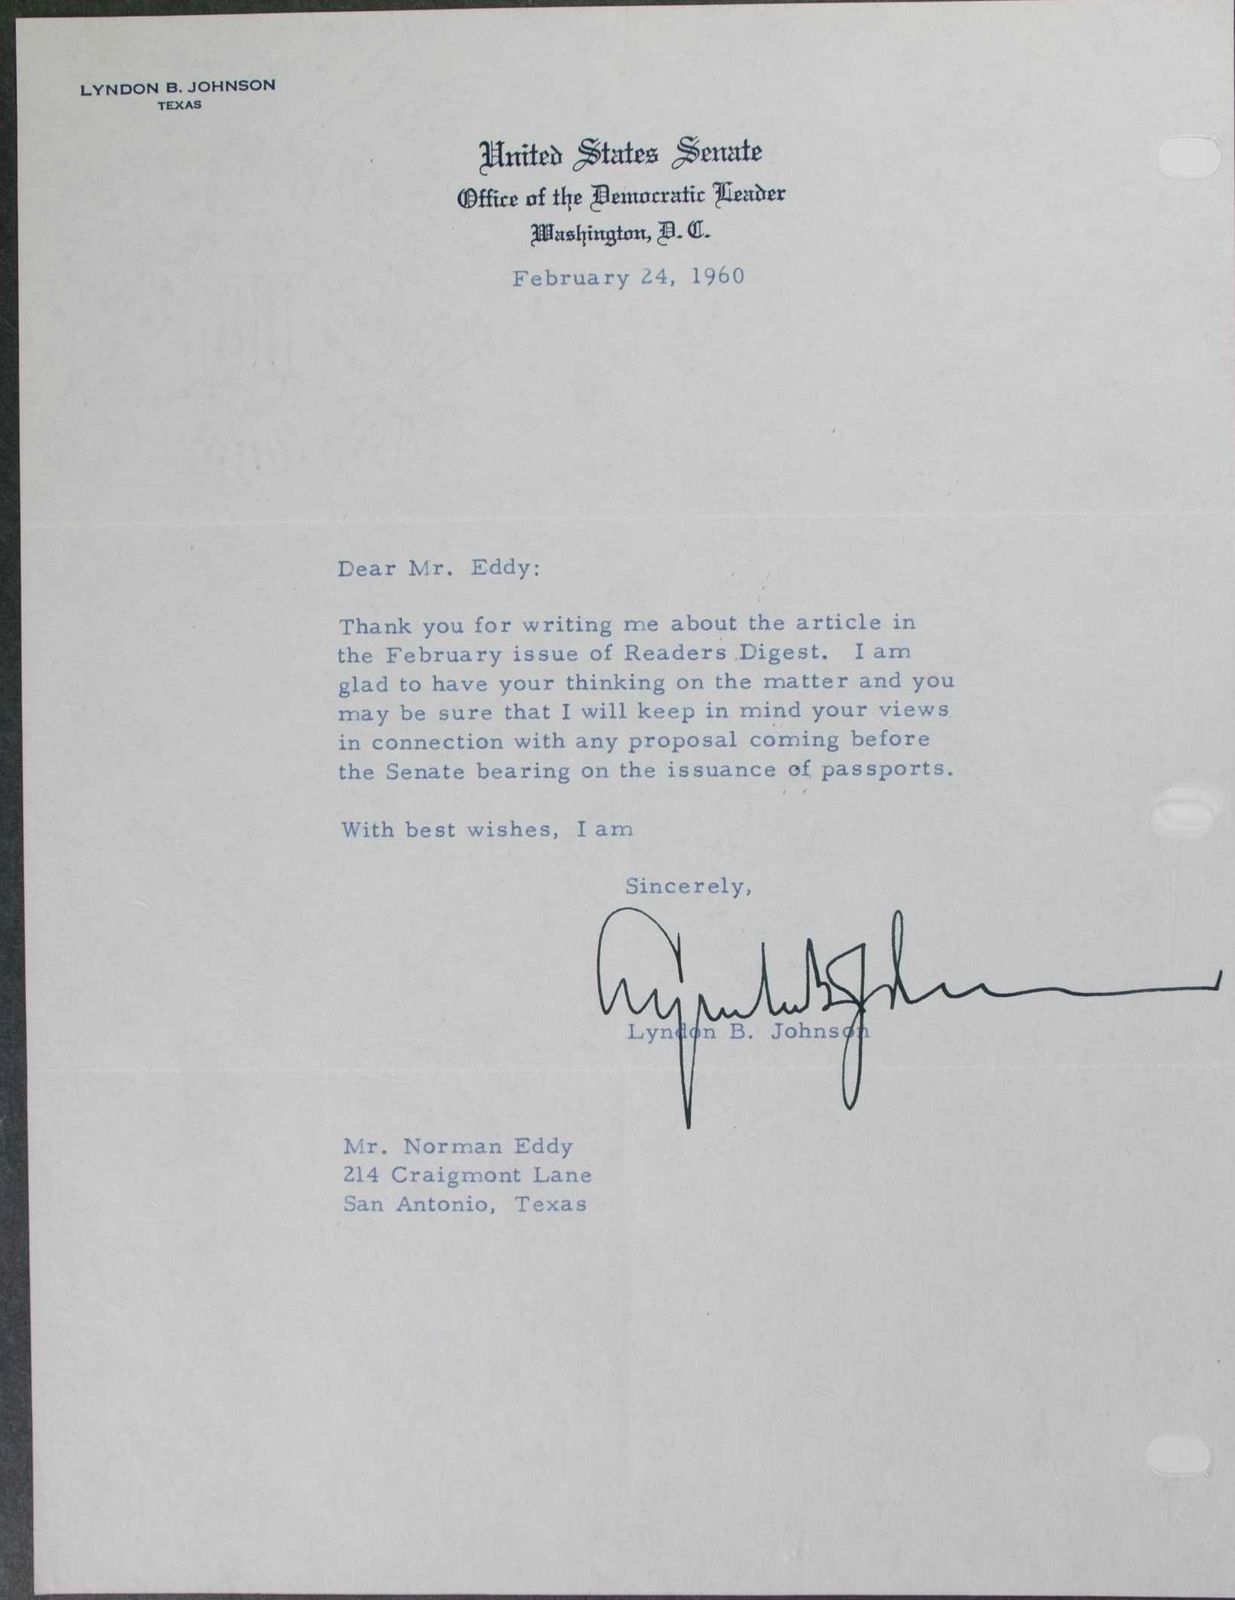 LYNDON B. JOHNSON
TEXAS
United States Senate
Office of the Democratic Leader
Washington, D. C.
February 24, 1960
Dear Mr. Eddy:
Thank you for writing me about the article in
the February issue of Readers Digest. I am
glad to have your thinking on the matter and you
may be sure that I will keep in mind your views
in connection with any proposal coming before
the Senate bearing on the issuance of passports.
With best wishes, I am
Sincerely,
Lyndon B. Johnson
Lyndon B. Johnson
Mr. Norman Eddy
214 Craigmont Lane
San Antonio, Texas